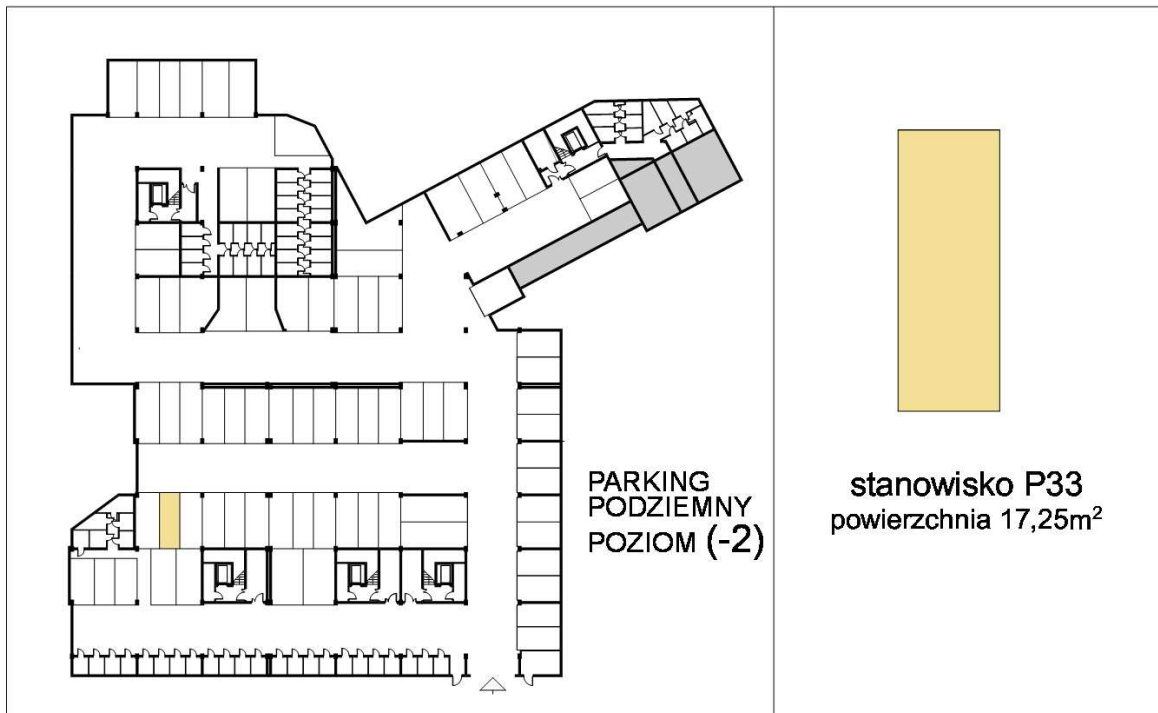 PARKING
PODZIEMNY
POZIOM (-2)
stanowisko P33
powierzchnia 17,25m²